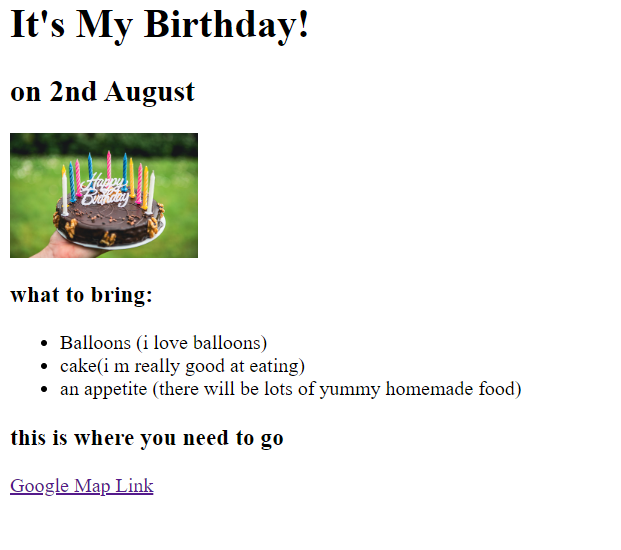 It's My Birthday!
on 2nd August
Happy
Birthday
what to bring:
Balloons (i love balloons)
cake(i m really good at eating)
an appetite (there will be lots of yummy homemade food)
this is where you need to go
Google Map Link